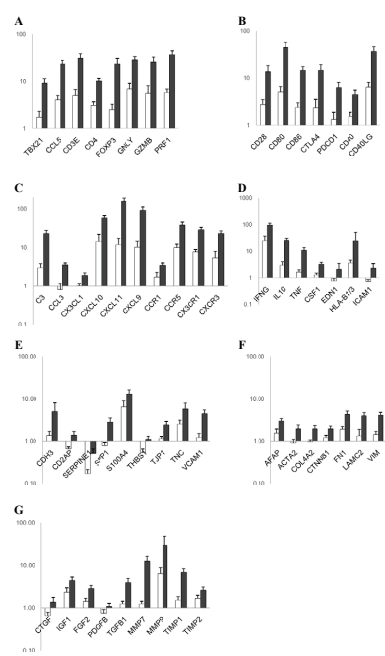 A
100
10
1
TBX21
CCL5
CD3E
CD4
FOXP3
GNLY
GZMB
PRF1
B
100
10
1
CD28
CD80
CD86
CTLA4
PDCD1
CD40
CD40LG
C
100
10
1
0.1
C3
CCL3
CX3CL1
CXCL10
CXCL11
CXCL9
CCR1
CCR5
CX3CR1
CXCR3
D
1000
100
10
1
0.1
IFNG
IL10
TNF
CSF1
EDN1
HLA-B1/3
ICAM1
E
100.00
10.00
1.00
0.10
CDH3
CD2AP
SERPINE1
SPP1
S100A4
THBS1
TJP1
TNC
VCAM1
F
100.00
10.00
1.00
0.10
AFAP
ACTA2
COL4A2
CTNNB1
FN1
LAMC2
VIM
G
100.00
10.00
1.00
0.10
CTGF
IGF1
FGF2
PDGFB
TGFB1
MMP7
MMP9
TIMP1
TIMP2